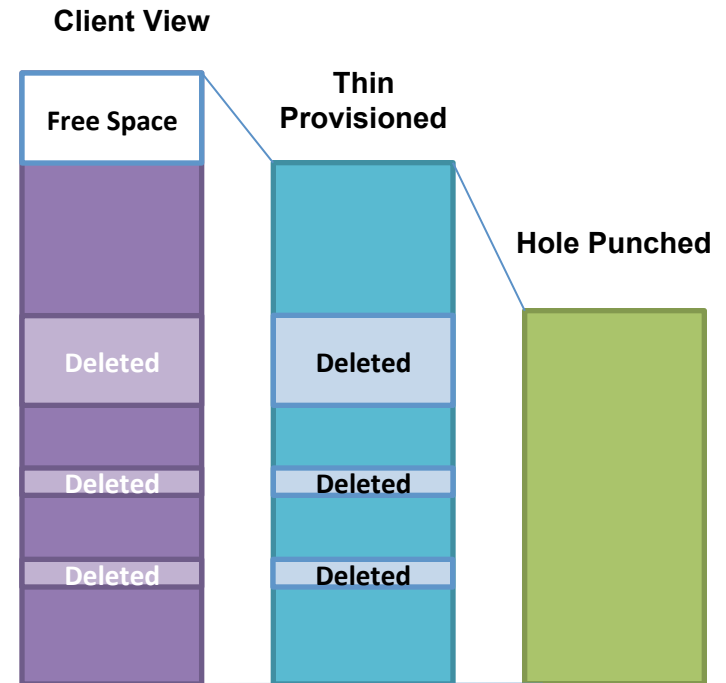 Client View
Free Space
Deleted
Deleted
Deleted
Thin
Provisioned
Deleted
Deleted
Deleted
Hole Punched